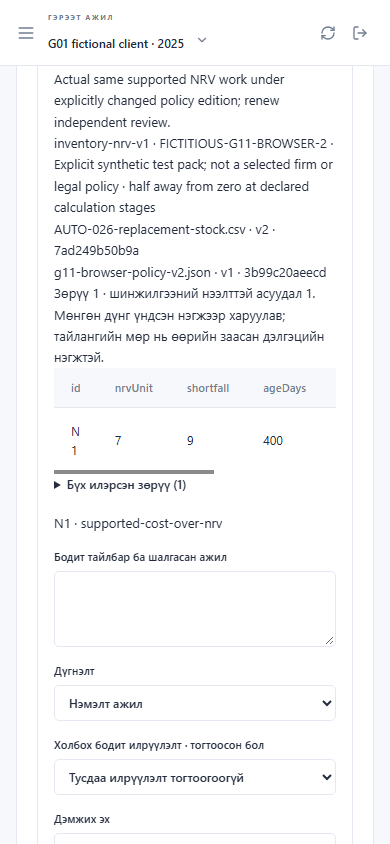 ГЭРЭЭТ АЖИЛ
G01 fictional client · 2025
Actual same supported NRV work under
explicitly changed policy edition; renew
independent review.
inventory-nrv-v1 · FICTITIOUS-G11-BROWSER-2 ·
Explicit synthetic test pack; not a selected firm or
legal policy · half away from zero at declared
calculation stages
AUTO-026-replacement-stock.csv · v2 ·
7ad249b50b9a
g11-browser-policy-v2.json · v1 · 3b99c20aeecd
Зөрүү 1 · шинжилгээний нээлттэй асуудал 1.
Мөнгөн дүнг үндсэн нэгжээр харуулав;
тайлангийн мөр нь өөрийн заасан дэлгэцийн
нэгжтэй.
id nrvUnit shortfall ageDays
N
1 7 9 400
Бүх илэрсэн зөрүү (1)
N1 · supported-cost-over-nrv
Бодит тайлбар ба шалгасан ажил
Дүгнэлт
Нэмэлт ажил
Холбох бодит илрүүлэлт · тогтоосон бол
Тусдаа илрүүлэлт тогтоогоогүй
Дэмжих эх